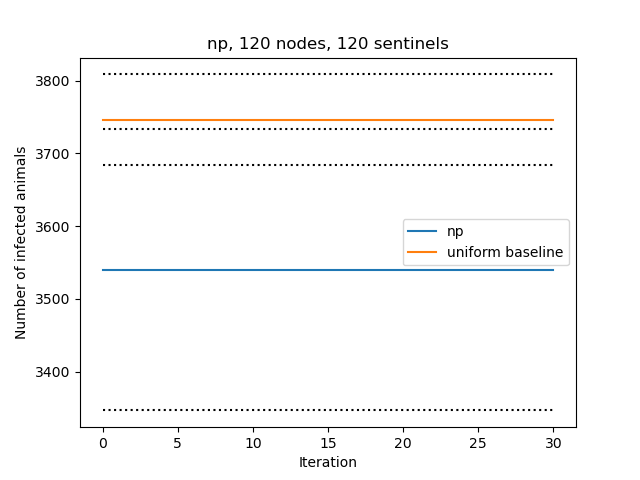 np, 120 nodes, 120 sentinels
Number of infected animals
3800
3700
3600
3500
3400
np
uniform baseline
0 5 10 15 20 25 30
Iteration